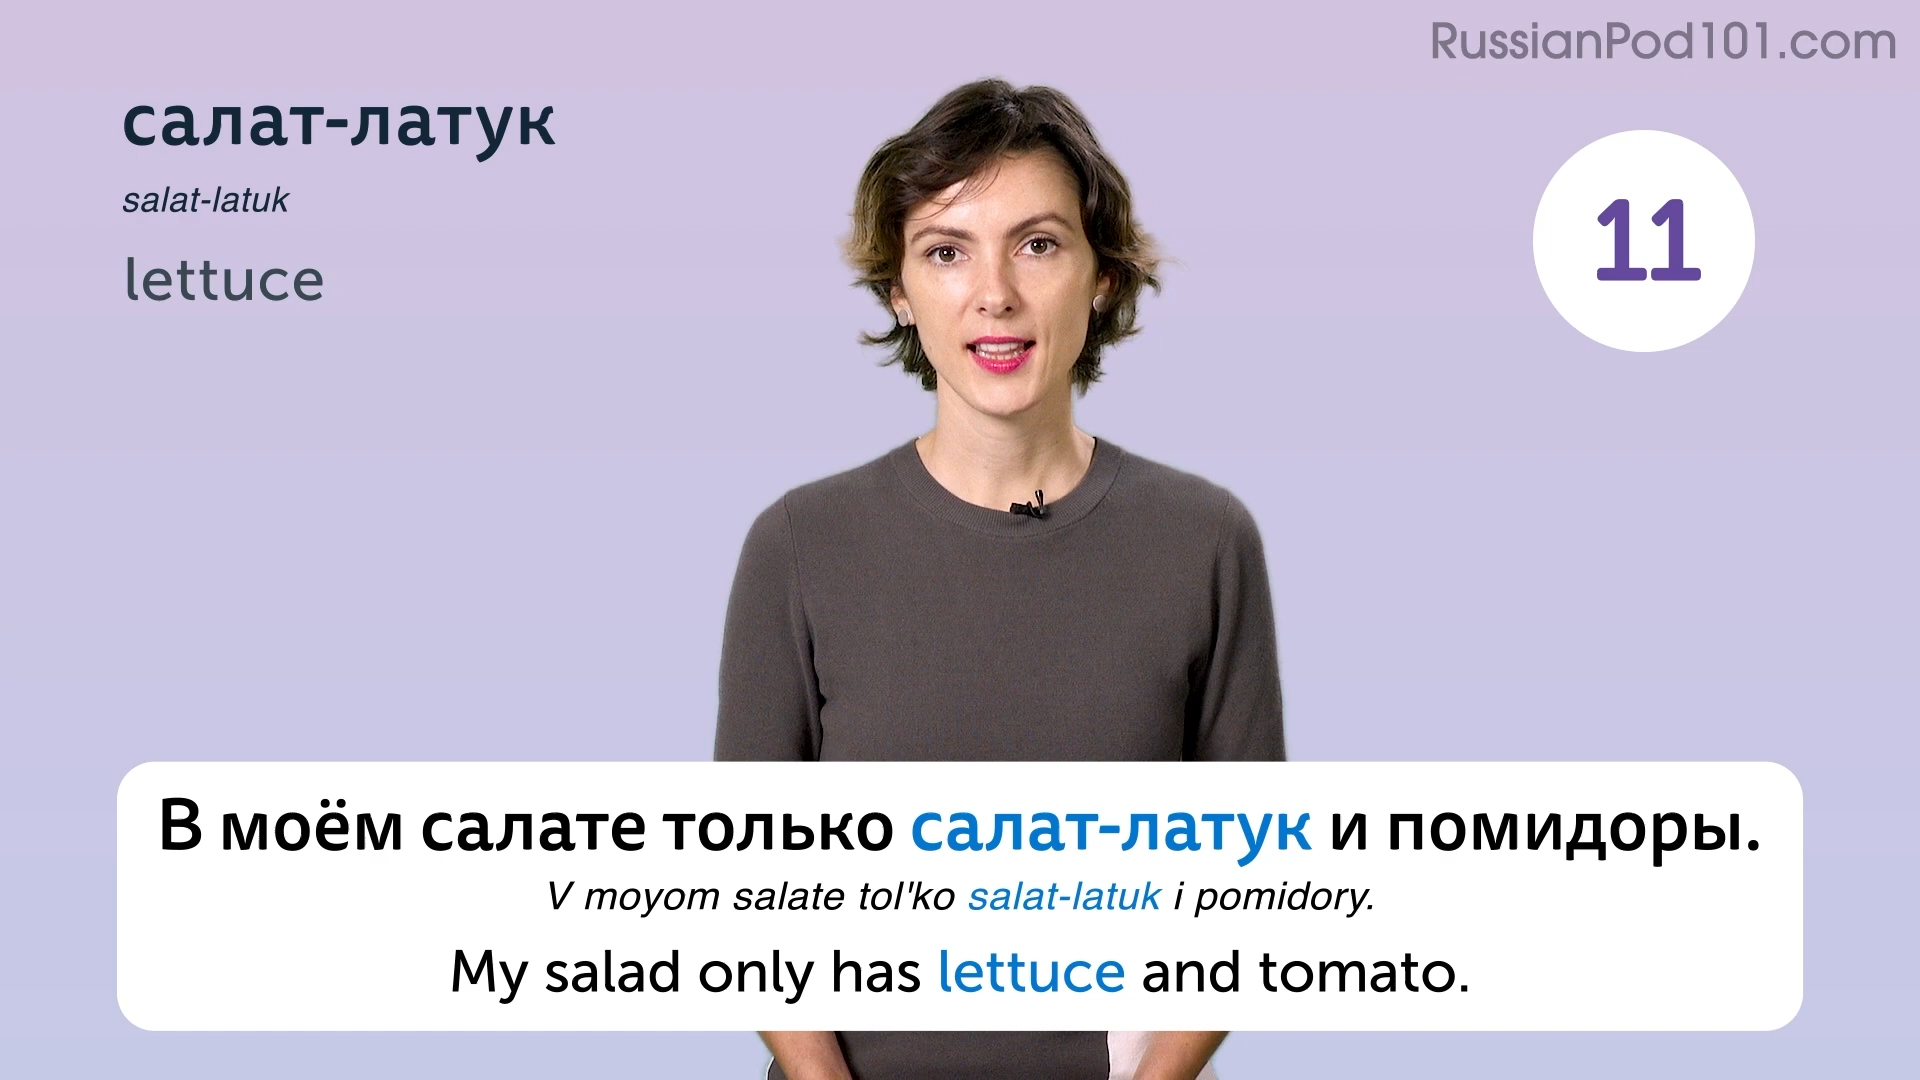 RussianPod101.com
салат-латук
salat-latuk
lettuce
11
В моём салате только салат-латук и помидоры.
V moyom salate tol'ko salat-latuk i pomidory.
My salad only has lettuce and tomato.